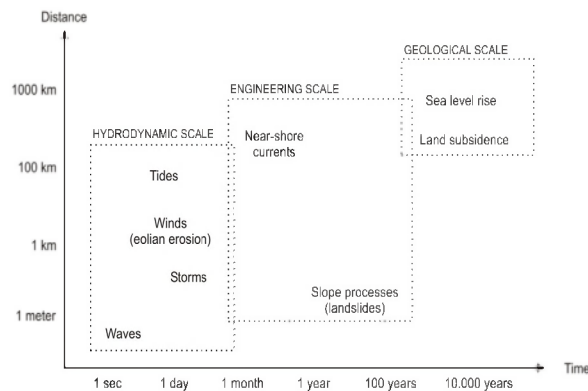 Distance
GEOLOGICAL SCALE
1000 km
ENGINEERING SCALE
Sea level rise
HYDRODYNAMIC SCALE
Near-shore
currents
Land subsidence
100 km
Tides
Winds
(eolian erosion)
1 km
Storms
Slope processes
(landslides)
1 meter
Waves
Time
1 sec
1 day
1 month
1 year
100 years
10.000 years